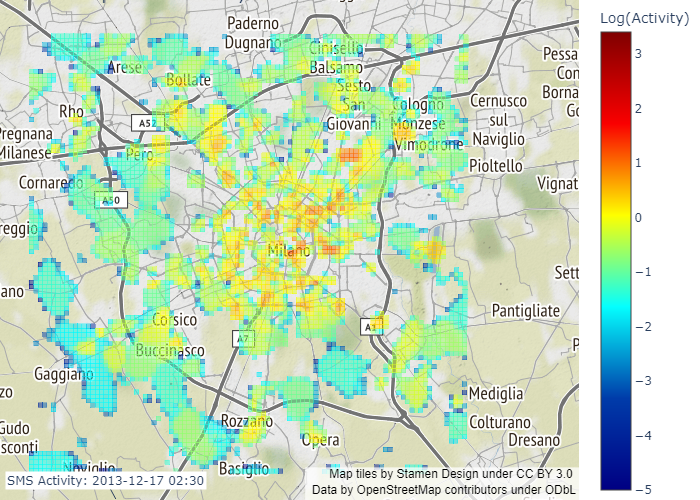 Log(Activity)
3
2
1
0
−1
−2
−3
−4
−5
Paderno
Dugnano
Cinisello
Balsamo
Arese
Bollate
Sesto
San
Giovanni
Cologno
Monzese
Cernusco
sul
Naviglio
Pessa
Con
Borna
Go
Rho
A52
Pregnana
Milanese
Pero
Vimodrone
Pioltello
Cornaredo
Vignat
A50
reggio
Milano
Sett
ano
Pantigliate
Corsico
A1
A7
P
Buccinasco
Gaggiano
Mediglia
zo
Rozzano
Colturano
Gudo
sconti
Opera
Dresano
Basiglio
Noviglio
SMS Activity: 2013-12-17 02:30
Map tiles by Stamen Design under CC BY 3.0
Data by OpenStreetMap contributors under ODbL